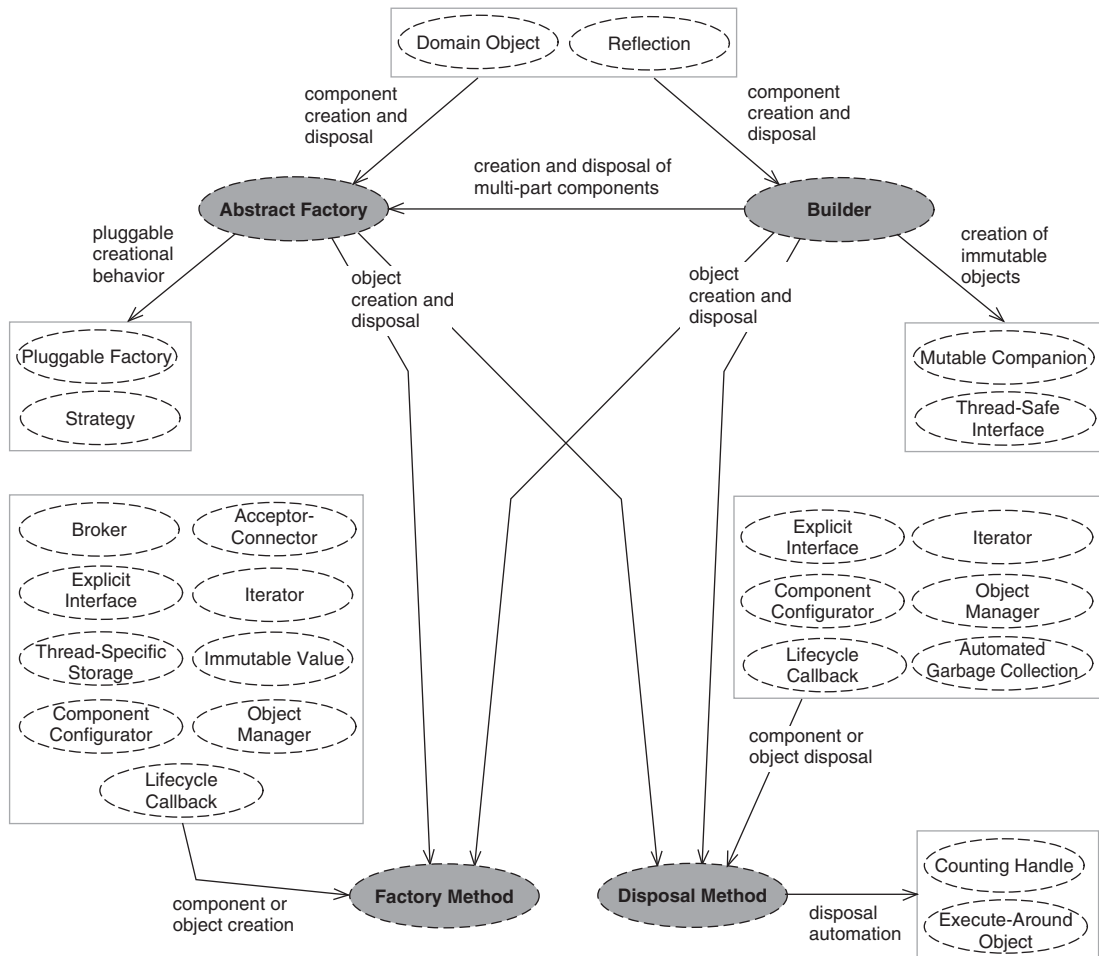 Domain Object
Reflection
component
creation and
disposal
component
creation and
disposal
creation and disposal of
multi-part components
Abstract Factory
Builder
pluggable
creational
behavior
object
creation and
disposal
object
creation and
disposal
creation of
immutable
objects
Pluggable Factory
Strategy
Mutable Companion
Thread-Safe
Interface
Broker
Acceptor-
Connector
Explicit
Interface
Iterator
Thread-Specific
Storage
Immutable Value
Component
Configurator
Object
Manager
Lifecycle
Callback
Explicit
Interface
Iterator
Component
Configurator
Object
Manager
Lifecycle
Callback
Automated
Garbage Collection
component or
object disposal
component or
object creation
Factory Method
Disposal Method
disposal
automation
Counting Handle
Execute-Around
Object